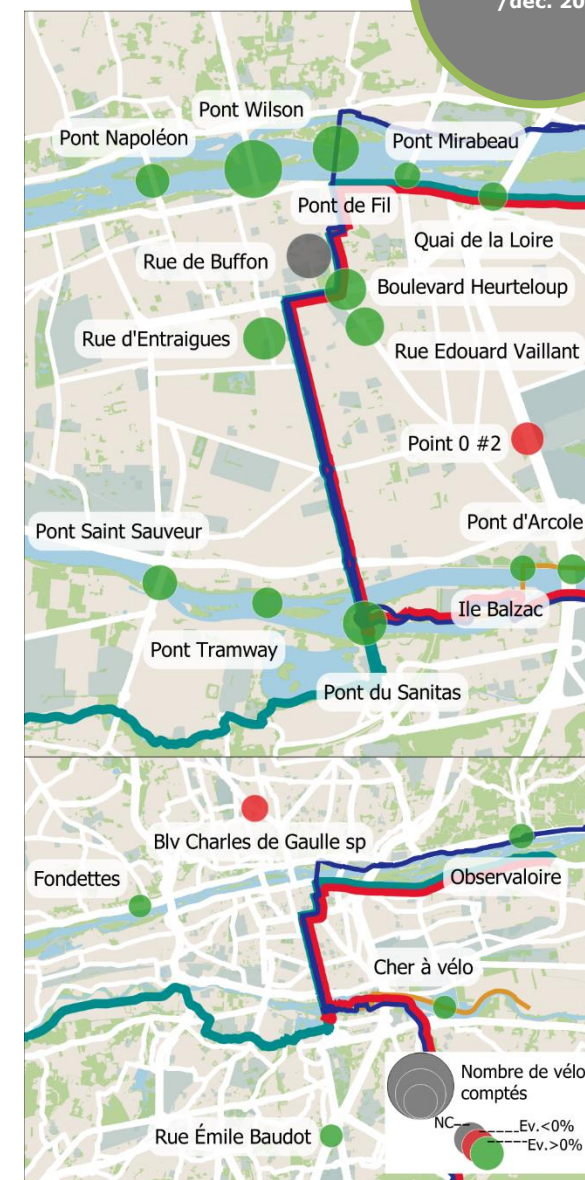 /déc. 20
Pont Wilson
Pont Napoléon
Pont Mirabeau
Pont de Fil
Quai de la Loire
Rue de Buffon
Boulevard Heurteloup
Rue d'Entraigues
Rue Edouard Vaillant
Point 0 #2
Pont d'Arcole
Pont Saint Sauveur
Ile Balzac
Pont Tramway
Pont du Sanitas
Blv Charles de Gaulle sp
Fondettes
Observaloire
Cher à vélo
Nombre de vélo
comptés
NC
Ev.<0%
Ev.>0%
Rue Émile Baudot